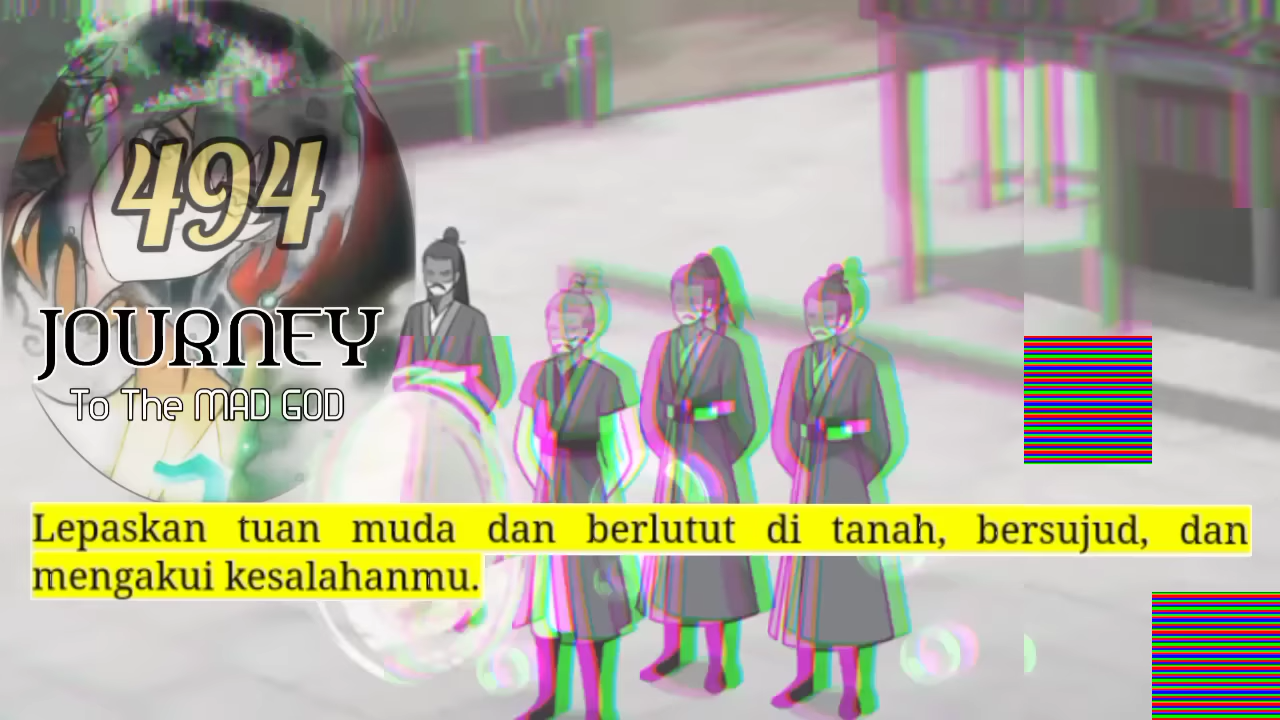 494
JOURNEY
To The MAD GOD
Lepaskan tuan muda dan berlutut di tanah, bersujud, dan
mengakui kesalahanmu.